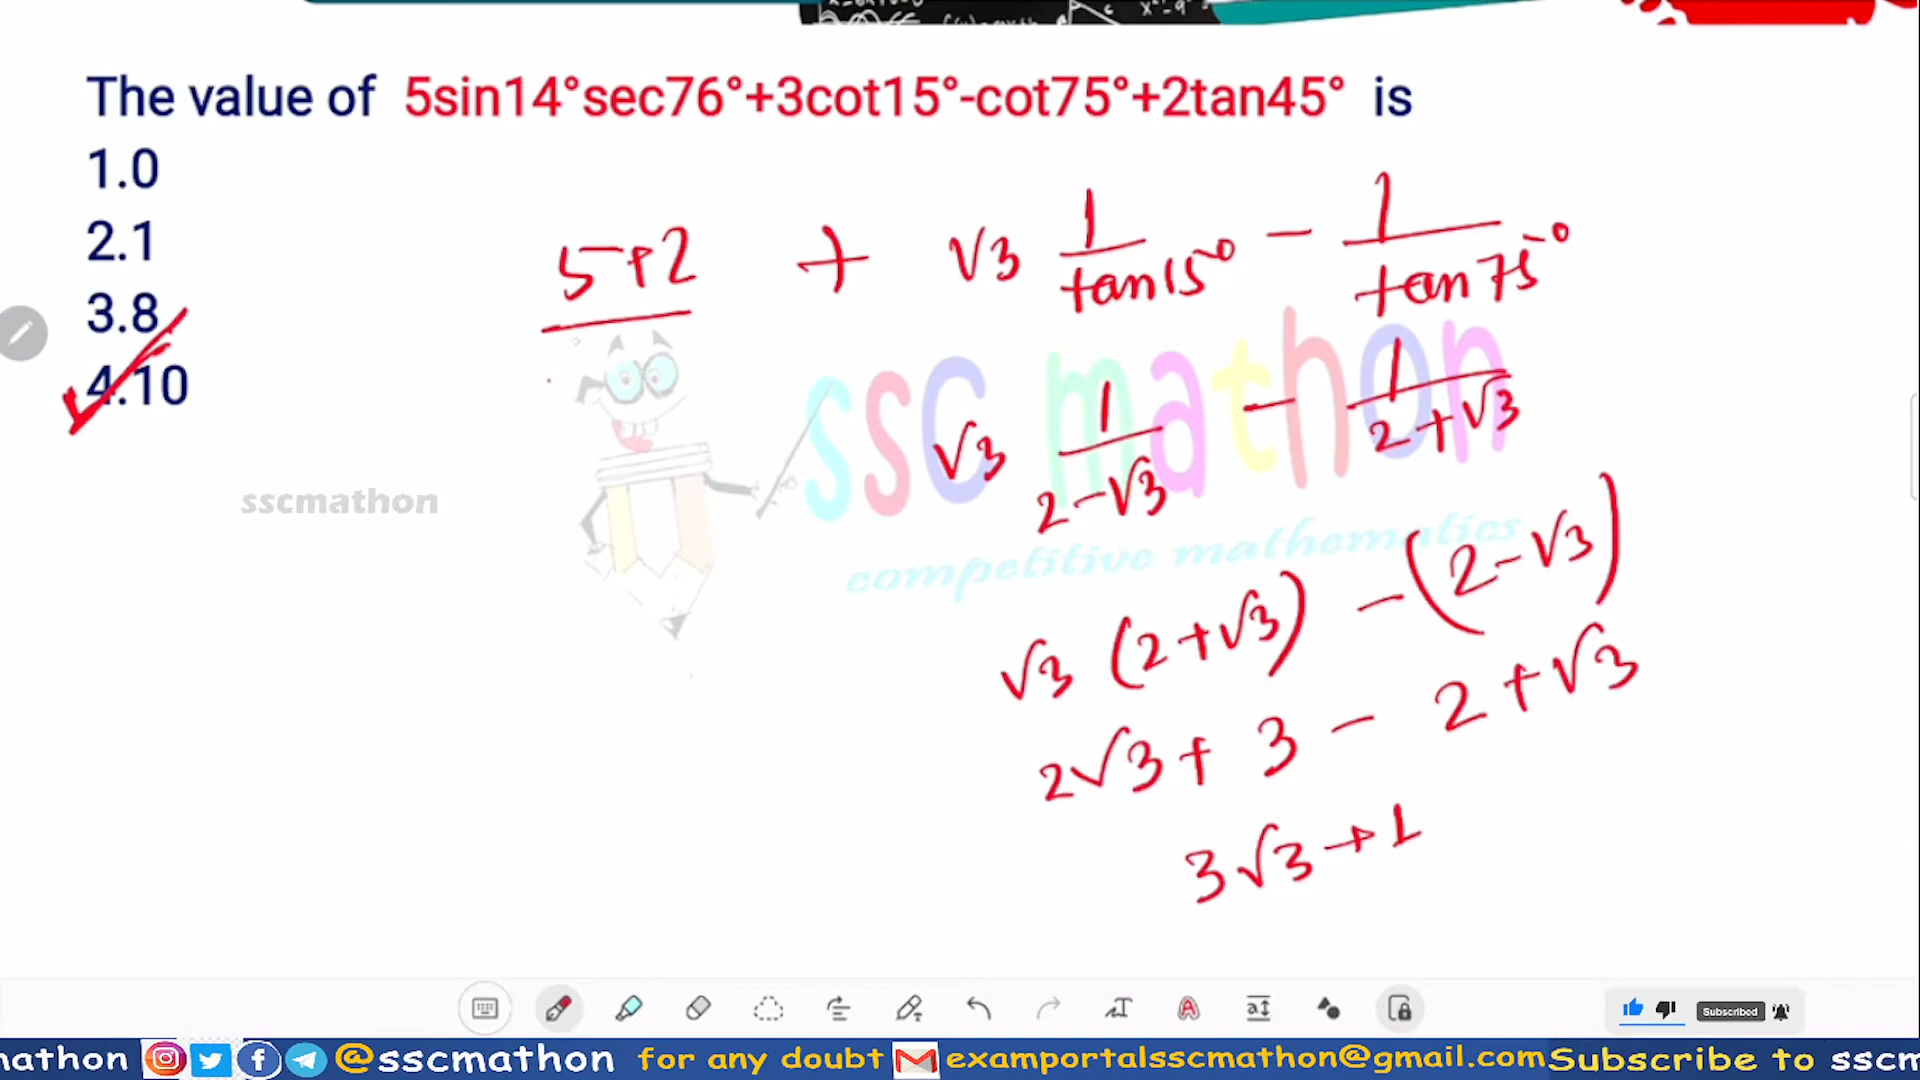 The value of 5sin14°sec76°+3cot15°-cot75°+2tan45° is
1.0
2.1
3.8
4.10
5+2 + √3 1/tan15° - 1/tan75°
√3 1/2-√3 - 1/2+√3
√3 (2+√3) - (2-√3)
2√3 + 3 - 2 + √3
3√3 + 1
ssc mathon
competitive mathematics
sscmathon
Subscribed
mathon @sscmathon for any doubt examportalsscmathon@gmail.com Subscribe to sscm